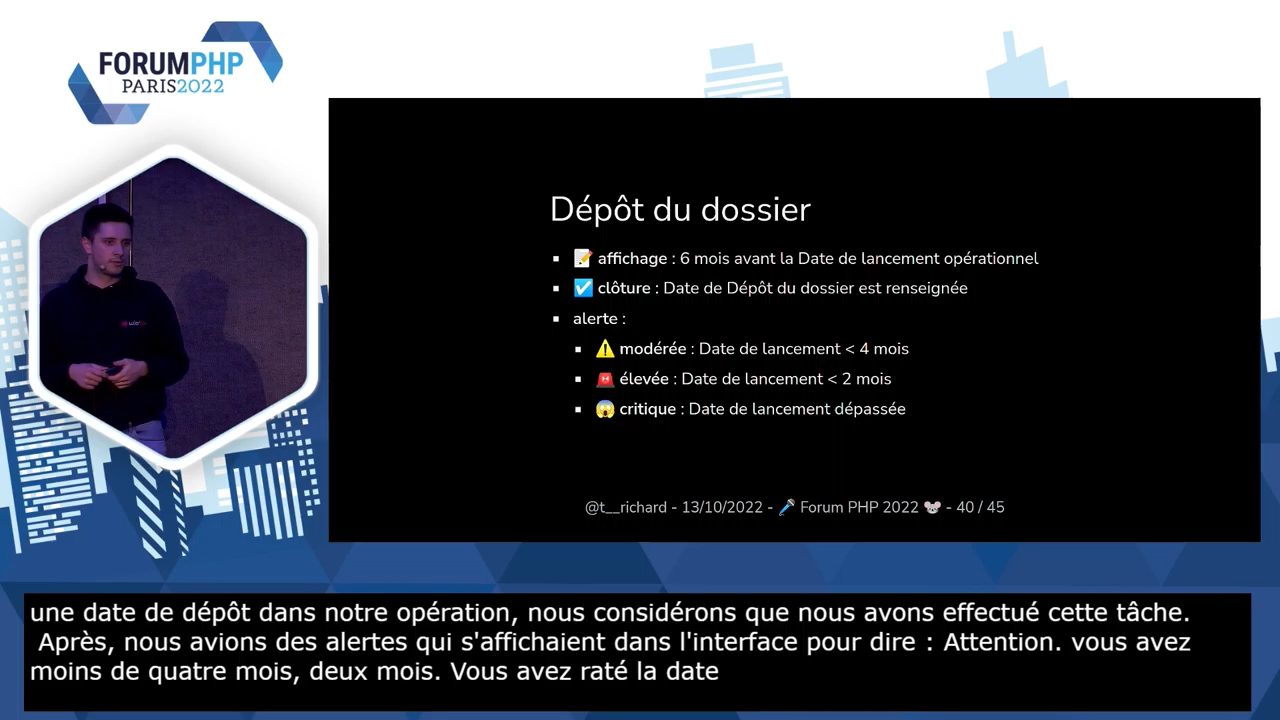 FORUMPHP
PARIS2022
Dépôt du dossier
📝 affichage : 6 mois avant la Date de lancement opérationnel
☑️ clôture : Date de Dépôt du dossier est renseignée
alerte :
⚠️ modérée : Date de lancement < 4 mois
🚨 élevée : Date de lancement < 2 mois
😱 critique : Date de lancement dépassée
@t__richard - 13/10/2022 - 🎤 Forum PHP 2022 🐭 - 40 / 45
une date de dépôt dans notre opération, nous considérons que nous avons effectué cette tâche.
Après, nous avions des alertes qui s'affichaient dans l'interface pour dire : Attention. vous avez
moins de quatre mois, deux mois. Vous avez raté la date